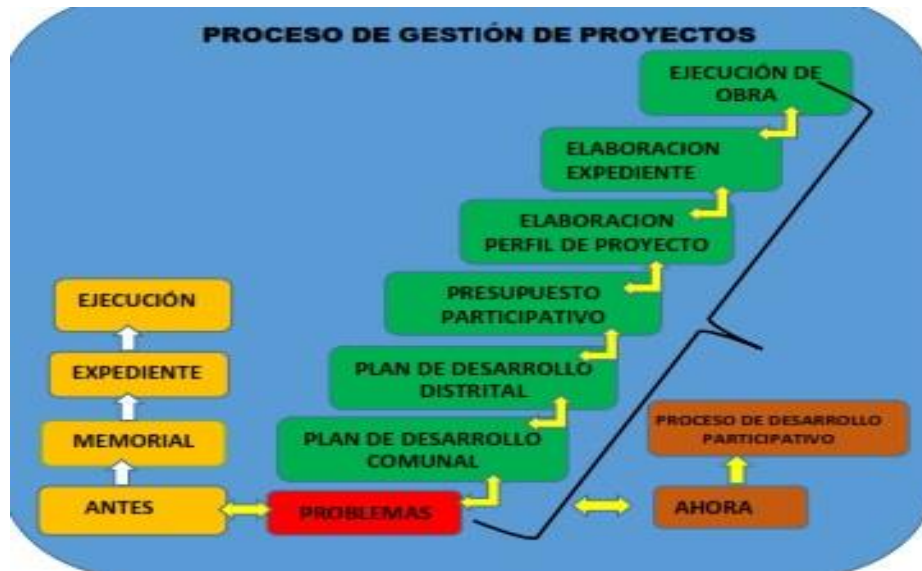 PROCESO DE GESTIÓN DE PROYECTOS
EJECUCIÓN DE
OBRA
ELABORACION
EXPEDIENTE
ELABORACION
PERFIL DE PROYECTO
PRESUPUESTO
PARTICIPATIVO
PLAN DE DESARROLLO
DISTRITAL
PLAN DE DESARROLLO
COMUNAL
PROBLEMAS
EJECUCIÓN
EXPEDIENTE
MEMORIAL
ANTES
PROCESO DE DESARROLLO
PARTICIPATIVO
AHORA